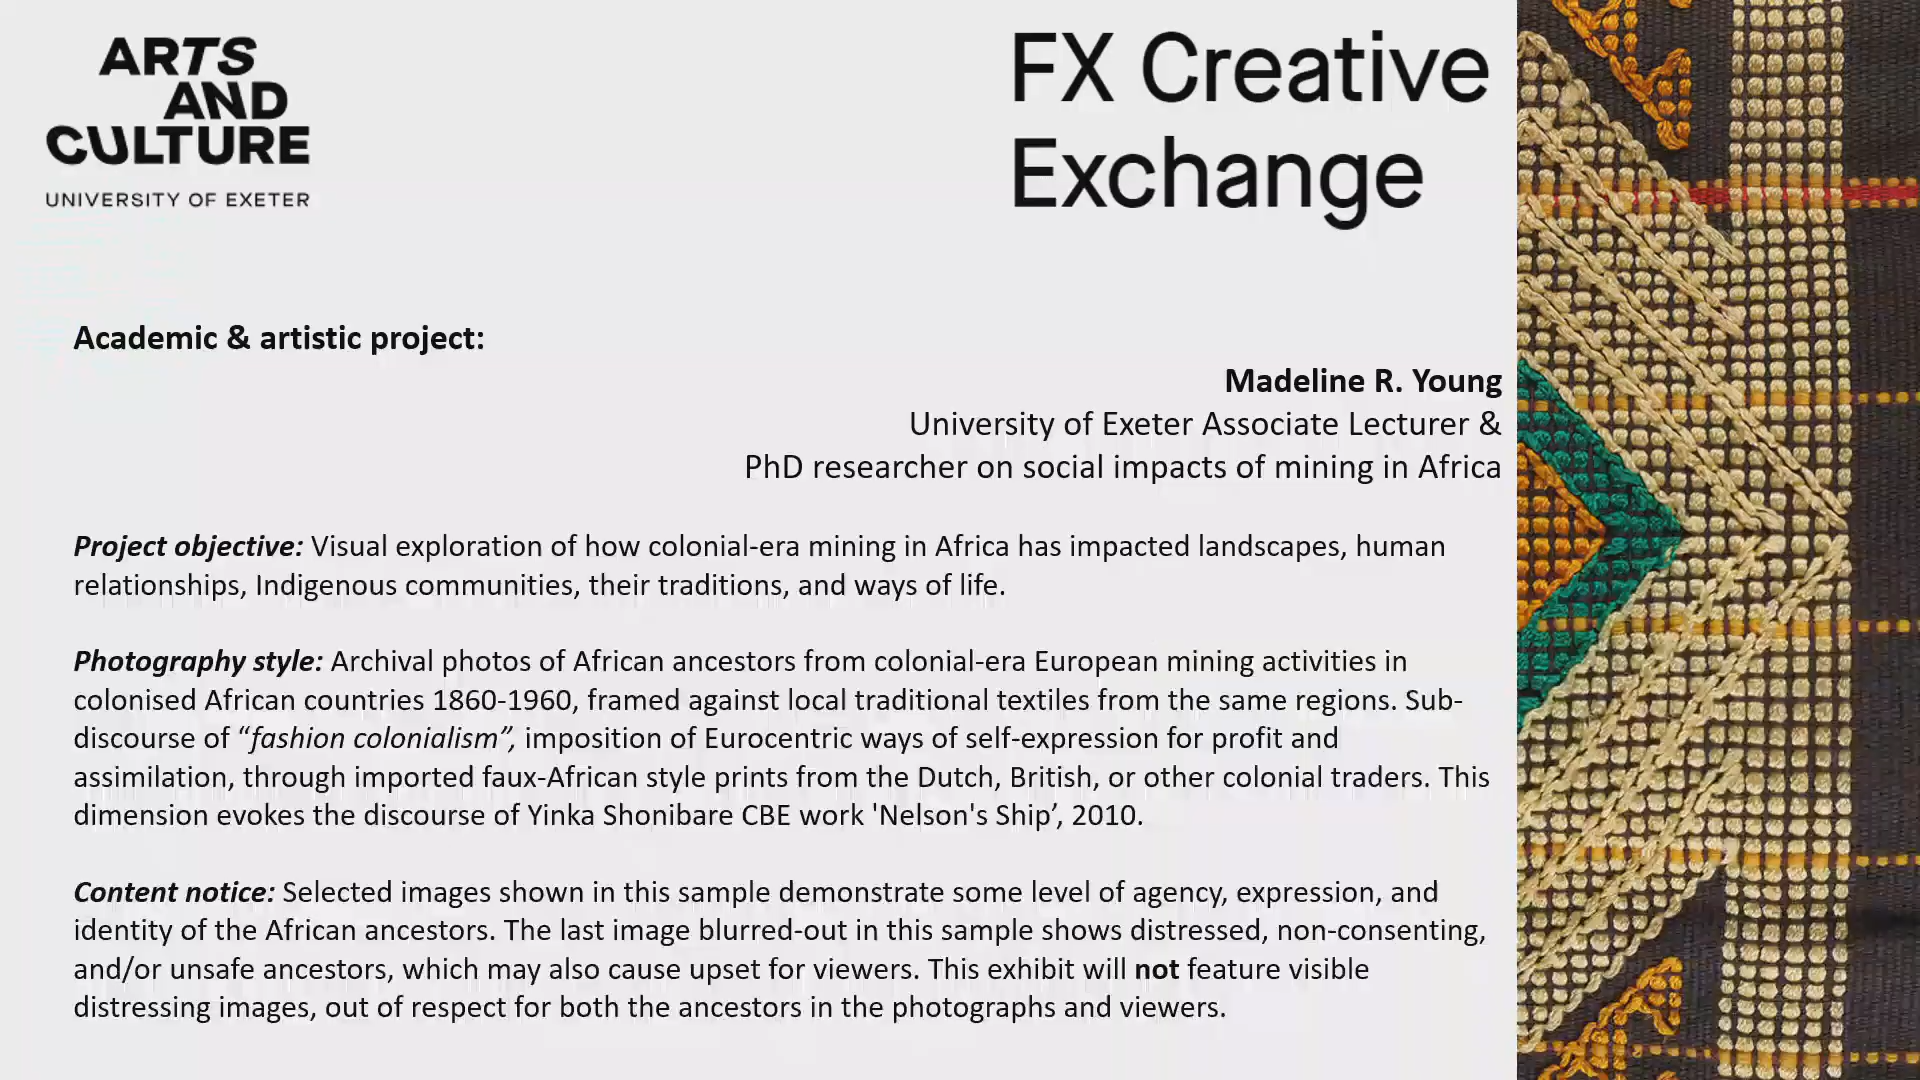 ARTS
AND
CULTURE
UNIVERSITY OF EXETER
FX Creative
Exchange
Academic & artistic project:
Madeline R. Young
University of Exeter Associate Lecturer &
PhD researcher on social impacts of mining in Africa
Project objective: Visual exploration of how colonial-era mining in Africa has impacted landscapes, human
relationships, Indigenous communities, their traditions, and ways of life.
Photography style: Archival photos of African ancestors from colonial-era European mining activities in
colonised African countries 1860-1960, framed against local traditional textiles from the same regions. Sub-
discourse of “fashion colonialism”, imposition of Eurocentric ways of self-expression for profit and
assimilation, through imported faux-African style prints from the Dutch, British, or other colonial traders. This
dimension evokes the discourse of Yinka Shonibare CBE work 'Nelson's Ship’, 2010.
Content notice: Selected images shown in this sample demonstrate some level of agency, expression, and
identity of the African ancestors. The last image blurred-out in this sample shows distressed, non-consenting,
and/or unsafe ancestors, which may also cause upset for viewers. This exhibit will not feature visible
distressing images, out of respect for both the ancestors in the photographs and viewers.